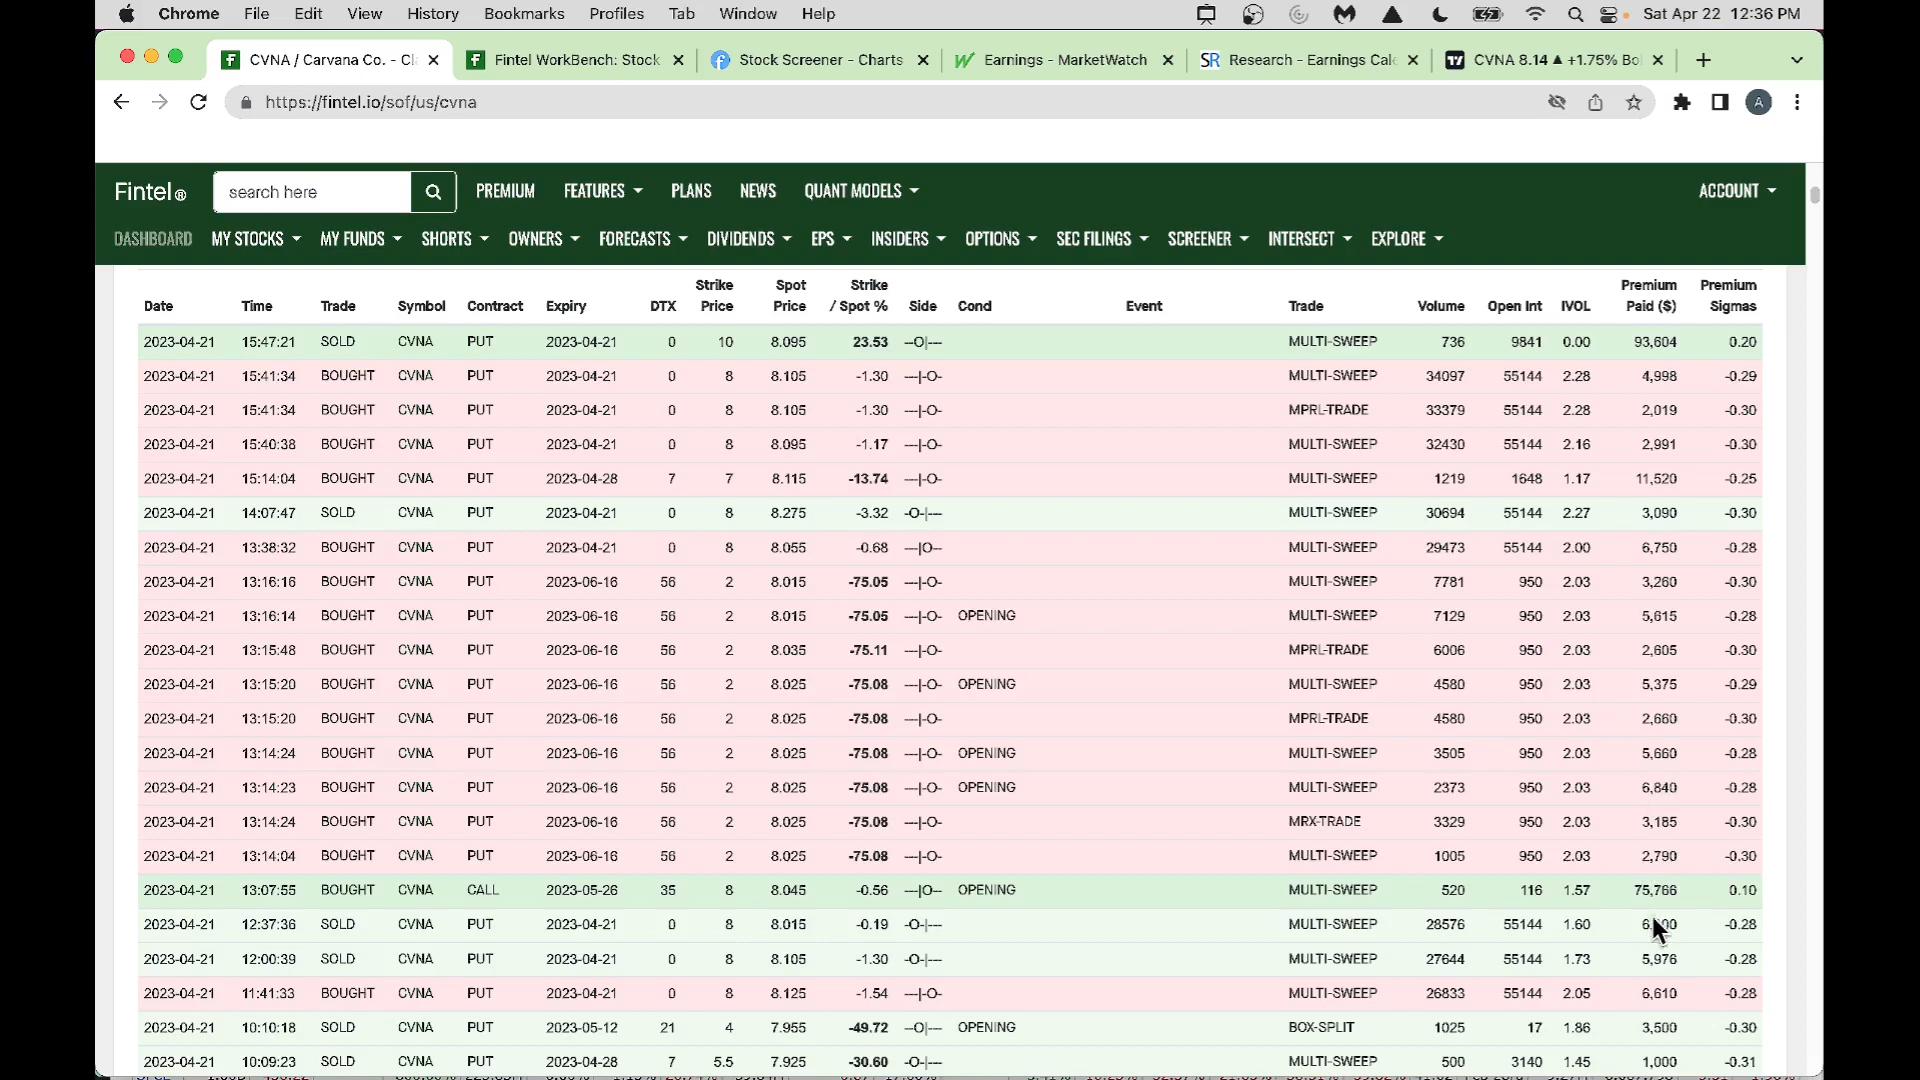 Chrome File Edit View History Bookmarks Profiles Tab Window Help Sat Apr 22 12:36 PM
CVNA / Carvana Co. - Cl Fintel WorkBench: Stock Stock Screener - Charts Earnings - MarketWatch SR Research - Earnings Cale CVNA 8.14 ▲ +1.75% Bo
https://fintel.io/sof/us/cvna A
Fintel® search here PREMIUM FEATURES PLANS NEWS QUANT MODELS ACCOUNT
DASHBOARD MY STOCKS MY FUNDS SHORTS OWNERS FORECASTS DIVIDENDS EPS INSIDERS OPTIONS SEC FILINGS SCREENER INTERSECT EXPLORE
Date Time Trade Symbol Contract Expiry DTX Strike Price Spot Price Strike / Spot % Side Cond Event Trade Volume Open Int IVOL Premium Paid ($) Premium Sigmas
2023-04-21 15:47:21 SOLD CVNA PUT 2023-04-21 0 10 8.095 23.53 --O|--- MULTI-SWEEP 736 9841 0.00 93,604 0.20
2023-04-21 15:41:34 BOUGHT CVNA PUT 2023-04-21 0 8 8.105 -1.30 ---|-O- MULTI-SWEEP 34097 55144 2.28 4,998 -0.29
2023-04-21 15:41:34 BOUGHT CVNA PUT 2023-04-21 0 8 8.105 -1.30 ---|-O- MPRL-TRADE 33379 55144 2.28 2,019 -0.30
2023-04-21 15:40:38 BOUGHT CVNA PUT 2023-04-21 0 8 8.095 -1.17 ---|-O- MULTI-SWEEP 32430 55144 2.16 2,991 -0.30
2023-04-21 15:14:04 BOUGHT CVNA PUT 2023-04-28 7 7 8.115 -13.74 ---|-O- MULTI-SWEEP 1219 1648 1.17 11,520 -0.25
2023-04-21 14:07:47 SOLD CVNA PUT 2023-04-21 0 8 8.275 -3.32 -O-|--- MULTI-SWEEP 30694 55144 2.27 3,090 -0.30
2023-04-21 13:38:32 BOUGHT CVNA PUT 2023-04-21 0 8 8.055 -0.68 ---|O-- MULTI-SWEEP 29473 55144 2.00 6,750 -0.28
2023-04-21 13:16:16 BOUGHT CVNA PUT 2023-06-16 56 2 8.015 -75.05 ---|-O- MULTI-SWEEP 7781 950 2.03 3,260 -0.30
2023-04-21 13:16:14 BOUGHT CVNA PUT 2023-06-16 56 2 8.015 -75.05 ---|-O- OPENING MULTI-SWEEP 7129 950 2.03 5,615 -0.28
2023-04-21 13:15:48 BOUGHT CVNA PUT 2023-06-16 56 2 8.035 -75.11 ---|-O- MPRL-TRADE 6006 950 2.03 2,605 -0.30
2023-04-21 13:15:20 BOUGHT CVNA PUT 2023-06-16 56 2 8.025 -75.08 ---|-O- OPENING MULTI-SWEEP 4580 950 2.03 5,375 -0.29
2023-04-21 13:15:20 BOUGHT CVNA PUT 2023-06-16 56 2 8.025 -75.08 ---|-O- MPRL-TRADE 4580 950 2.03 2,660 -0.30
2023-04-21 13:14:24 BOUGHT CVNA PUT 2023-06-16 56 2 8.025 -75.08 ---|-O- OPENING MULTI-SWEEP 3505 950 2.03 5,660 -0.28
2023-04-21 13:14:23 BOUGHT CVNA PUT 2023-06-16 56 2 8.025 -75.08 ---|-O- OPENING MULTI-SWEEP 2373 950 2.03 6,840 -0.28
2023-04-21 13:14:24 BOUGHT CVNA PUT 2023-06-16 56 2 8.025 -75.08 ---|-O- MRX-TRADE 3329 950 2.03 3,185 -0.30
2023-04-21 13:14:04 BOUGHT CVNA PUT 2023-06-16 56 2 8.025 -75.08 ---|-O- MULTI-SWEEP 1005 950 2.03 2,790 -0.30
2023-04-21 13:07:55 BOUGHT CVNA CALL 2023-05-26 35 8 8.045 -0.56 ---|O-- OPENING MULTI-SWEEP 520 116 1.57 75,766 0.10
2023-04-21 12:37:36 SOLD CVNA PUT 2023-04-21 0 8 8.015 -0.19 -O-|--- MULTI-SWEEP 28576 55144 1.60 -0.28
2023-04-21 12:00:39 SOLD CVNA PUT 2023-04-21 0 8 8.105 -1.30 -O-|--- MULTI-SWEEP 27644 55144 1.73 5,976 -0.28
2023-04-21 11:41:33 BOUGHT CVNA PUT 2023-04-21 0 8 8.125 -1.54 ---|-O- MULTI-SWEEP 26833 55144 2.05 6,610 -0.28
2023-04-21 10:10:18 SOLD CVNA PUT 2023-05-12 21 4 7.955 -49.72 --O|--- OPENING BOX-SPLIT 1025 17 1.86 3,500 -0.30
2023-04-21 10:09:23 SOLD CVNA PUT 2023-04-28 7 5.5 7.925 -30.60 -O-|--- MULTI-SWEEP 500 3140 1.45 1,000 -0.31